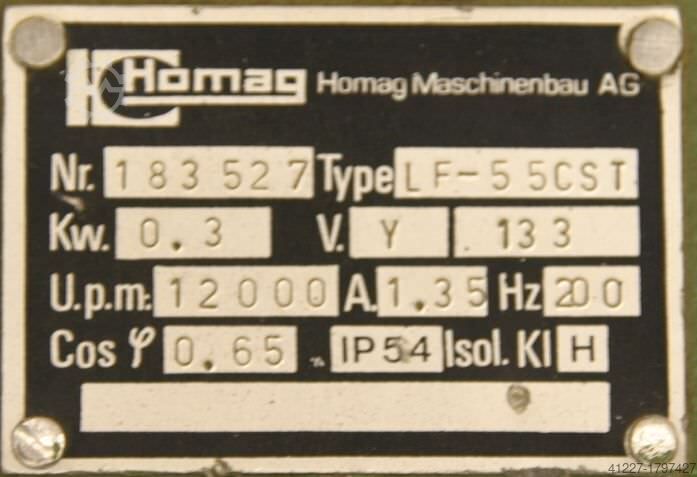 Homag Homag Maschinenbau AG
Nr. 183527 Type LF-55CST
Kw. 0.3 V. Y 133
U.p.m: 12000 A. 1.35 Hz 200
Cos φ 0.65 IP54 Isol. Kl H
41227-1797427